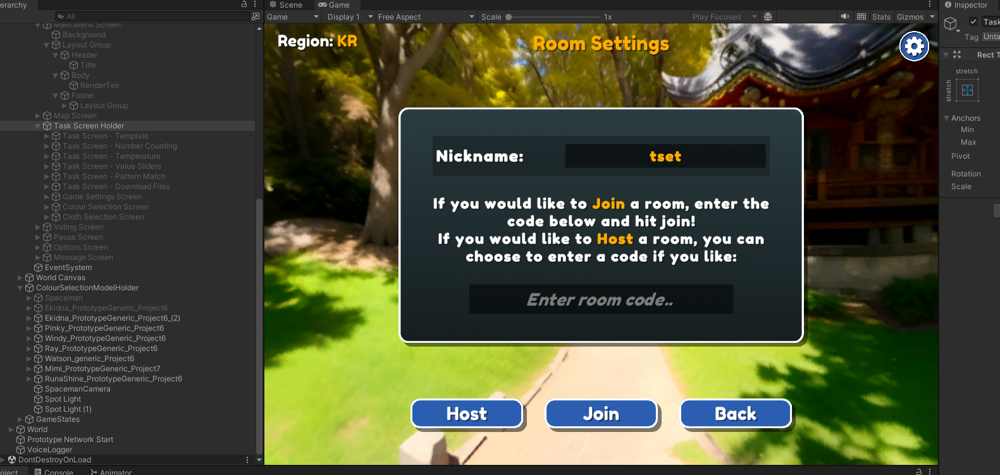 erarchy
All
Main Menu Screen
Background
Layout Group
Header
Title
Body
RenderTex
Footer
Layout Group
Map Screen
Task Screen Holder
Task Screen - Template
Task Screen - Number Counting
Task Screen - Temperature
Task Screen - Value Sliders
Task Screen - Pattern Match
Task Screen - Download Files
Game Settings Screen
Colour Selection Screen
Cloth Selection Screen
Voting Screen
Pause Screen
Options Screen
Message Screen
EventSystem
World Canvas
ColourSelectionModelHolder
Spaceman
Ekidna_PrototypeGeneric_Project6
Ekidna_PrototypeGeneric_Project6_(2)
Pinky_PrototypeGeneric_Project6
Windy_PrototypeGeneric_Project6
Ray_PrototypeGeneric_Project6
Watson_generic_Project6
Mimi_PrototypeGeneric_Project7
RunaShine_PrototypeGeneric_Project6
SpacemanCamera
Spot Light
Spot Light (1)
GameStates
World
Prototype Network Start
VoiceLogger
DontDestroyOnLoad
oject Console Animator
Scene Game
Game Display 1 Free Aspect Scale 1x Play Focused Stats Gizmos
Region: KR
Room Settings
Nickname: tset
If you would like to Join a room, enter the
code below and hit join!
If you would like to Host a room, you can
choose to enter a code if you like:
Enter room code..
Host Join Back
Inspector
Task
Tag Unta
Rect T
stretch
stretch
Anchors
Min
Max
Pivot
Rotation
Scale